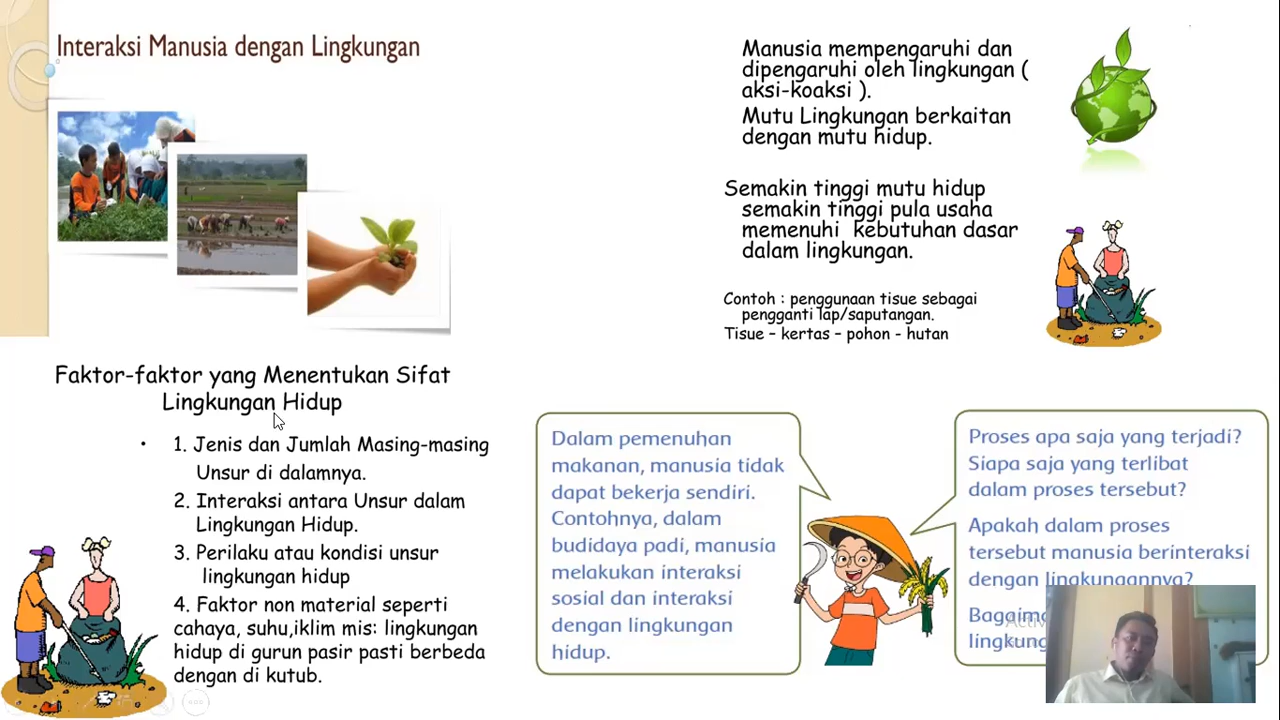 Interaksi Manusia dengan Lingkungan
Manusia mempengaruhi dan
dipengaruhi oleh lingkungan (
aksi-koaksi ).
Mutu Lingkungan berkaitan
dengan mutu hidup.
Semakin tinggi mutu hidup
semakin tinggi pula usaha
memenuhi kebutuhan dasar
dalam lingkungan.
Contoh : penggunaan tisue sebagai
pengganti lap/saputangan.
Tisue – kertas – pohon - hutan
Faktor-faktor yang Menentukan Sifat
Lingkungan Hidup
• 1. Jenis dan Jumlah Masing-masing
Unsur di dalamnya.
2. Interaksi antara Unsur dalam
Lingkungan Hidup.
3. Perilaku atau kondisi unsur
lingkungan hidup
4. Faktor non material seperti
cahaya, suhu,iklim mis: lingkungan
hidup di gurun pasir pasti berbeda
dengan di kutub.
Dalam pemenuhan
makanan, manusia tidak
dapat bekerja sendiri.
Contohnya, dalam
budidaya padi, manusia
melakukan interaksi
sosial dan interaksi
dengan lingkungan
hidup.
Proses apa saja yang terjadi?
Siapa saja yang terlibat
dalam proses tersebut?
Apakah dalam proses
tersebut manusia berinteraksi
dengan lingkungannya?